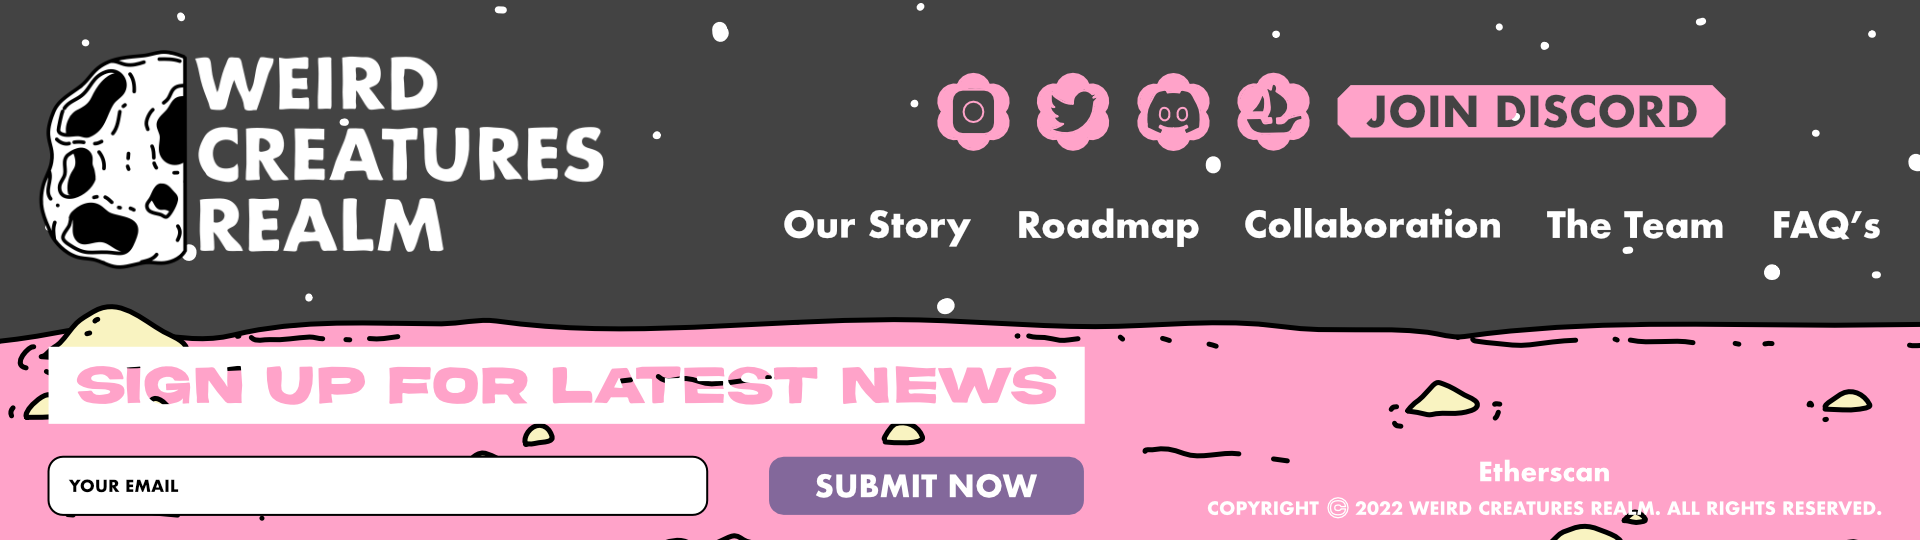 WEIRD
CREATURES
REALM
JOIN DISCORD
Our Story Roadmap Collaboration The Team FAQ's
SIGN UP FOR LATEST NEWS
YOUR EMAIL
SUBMIT NOW
Etherscan
COPYRIGHT © 2022 WEIRD CREATURES REALM. ALL RIGHTS RESERVED.